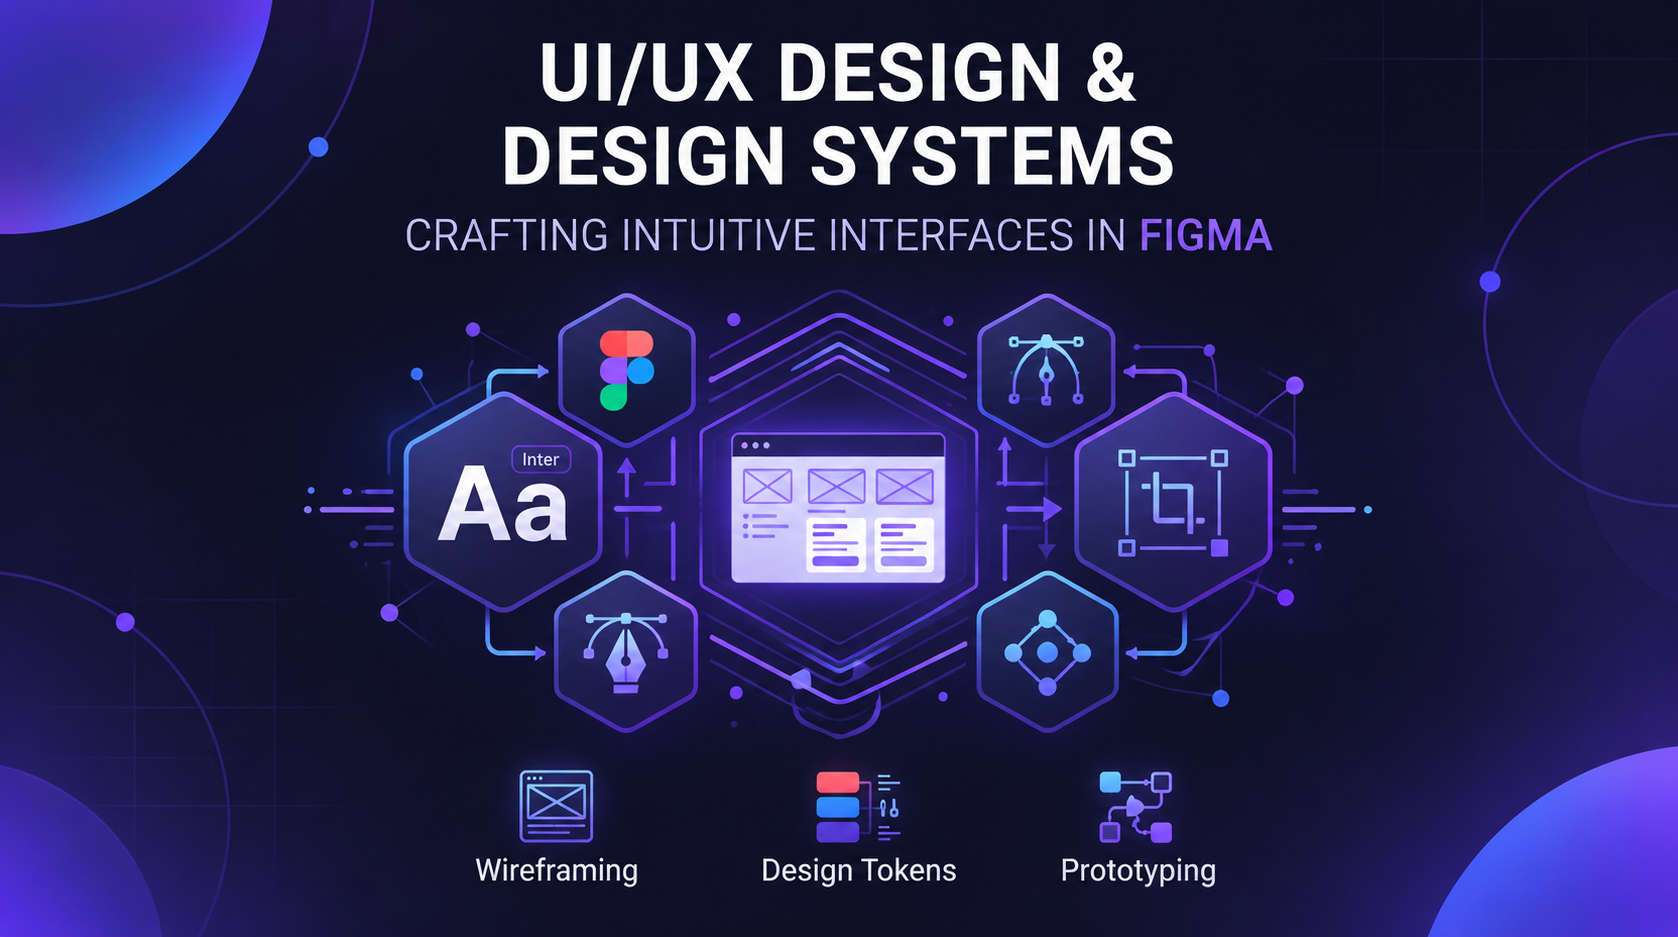 UI/UX DESIGN &
DESIGN SYSTEMS
CRAFTING INTUITIVE INTERFACES IN FIGMA
Inter
Aa
Wireframing
Design Tokens
Prototyping